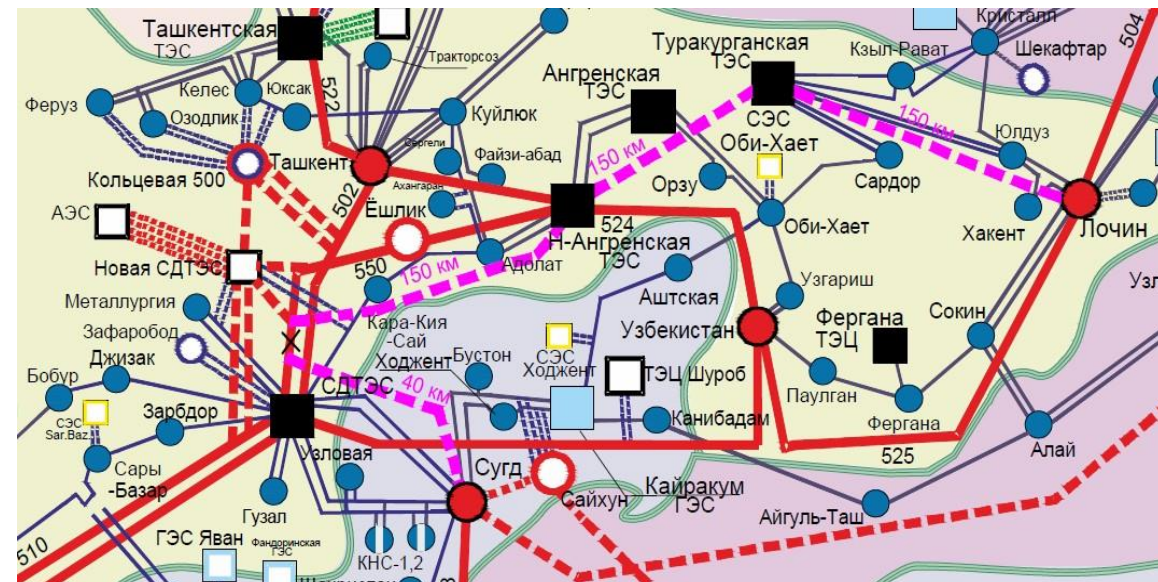 Ташкентская
ТЭС
Кристалл
504
Туракурганская
ТЭС
Кзыл-Рават
Шекафтар
522
Тракторсоз
Ангренская
ТЭС
Келес
Юксак
Феруз
Озодлик
Куйлюк
СЭС
Оби-Хает
150 км
Юлдуз
Сергели
Файзи-абад
Ташкент
150 км
Кольцевая 500
Ахангаран
Орзу
Сардор
502
Ёшлик
АЭС
524
Оби-Хает
Хакент
Лочин
Н-Ангренская
ТЭС
Новая СДТЭС
550
150 км
Адолат
Узгариш
Узл
Металлургия
Аштская
Зафаробод
Кара-Кия
-Сай
Узбекистан
Фергана
ТЭЦ
Сокин
Джизак
Ходжент
Бустон
СЭС
Ходжент
ТЭЦ Шуроб
Бобур
СДТЭС
40 км
Паулган
СЭС
Sar.Baz
Зарбдор
Канибадам
Фергана
Узловая
525
Алай
Сары
-Базар
Сугд
Сайхун
Кайракум
ГЭС
Гузал
Айгуль-Таш
510
ГЭС Яван
Фандоринская
ГЭС
КНС-1,2